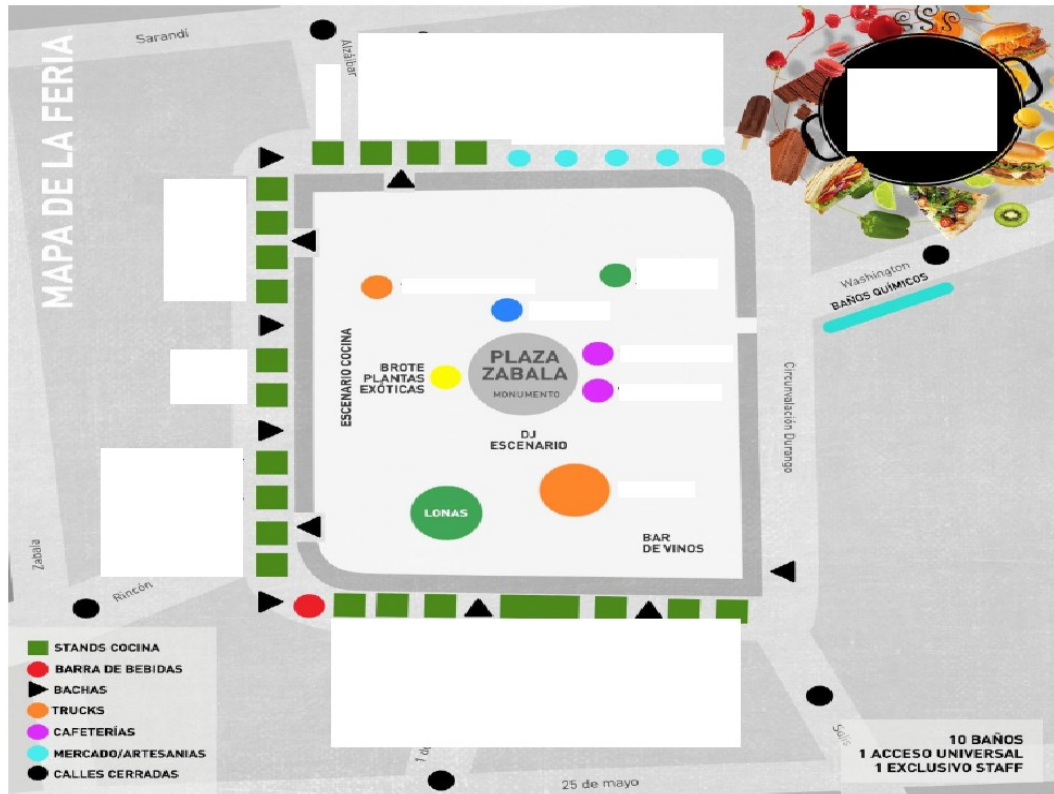 MAPA DE LA FERIA
Sarandí
Alzáibar
Washington
BAÑOS QUÍMICOS
ESCENARIO COCINA
BROTE
PLANTAS
EXÓTICAS
PLAZA
ZABALA
MONUMENTO
Circunvalación Durango
DJ
ESCENARIO
LONAS
BAR
DE VINOS
Zabala
Rincón
STANDS COCINA
BARRA DE BEBIDAS
BACHAS
TRUCKS
CAFETERÍAS
MERCADO/ARTESANIAS
CALLES CERRADAS
25 de mayo
Solís
10 BAÑOS
1 ACCESO UNIVERSAL
1 EXCLUSIVO STAFF